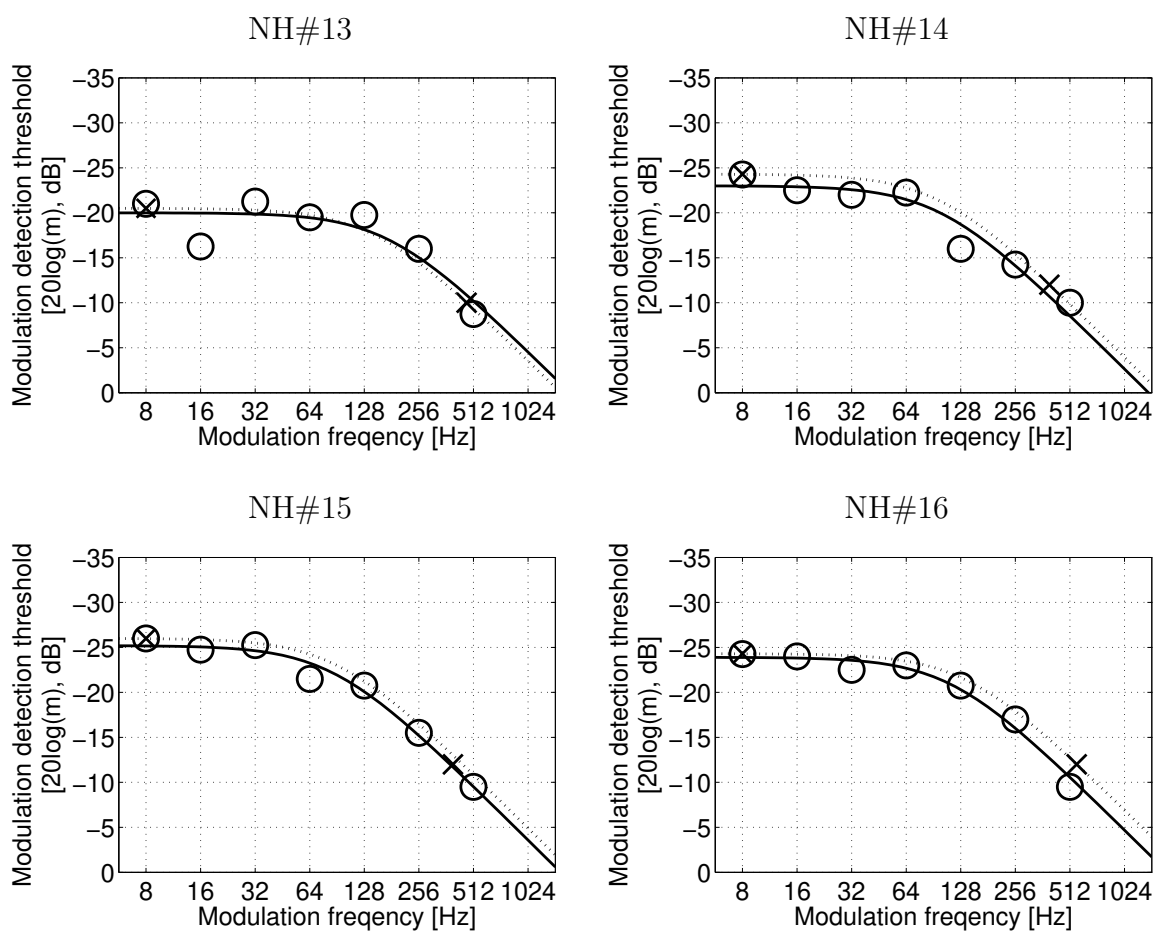 NH#13
Modulation detection threshold
[20log(m), dB]
−35
−30
−25
−20
−15
−10
−5
0
8 16 32 64 128 256 512 1024
Modulation freqency [Hz]
NH#14
Modulation detection threshold
[20log(m), dB]
−35
−30
−25
−20
−15
−10
−5
0
8 16 32 64 128 256 512 1024
Modulation freqency [Hz]
NH#15
Modulation detection threshold
[20log(m), dB]
−35
−30
−25
−20
−15
−10
−5
0
8 16 32 64 128 256 512 1024
Modulation freqency [Hz]
NH#16
Modulation detection threshold
[20log(m), dB]
−35
−30
−25
−20
−15
−10
−5
0
8 16 32 64 128 256 512 1024
Modulation freqency [Hz]